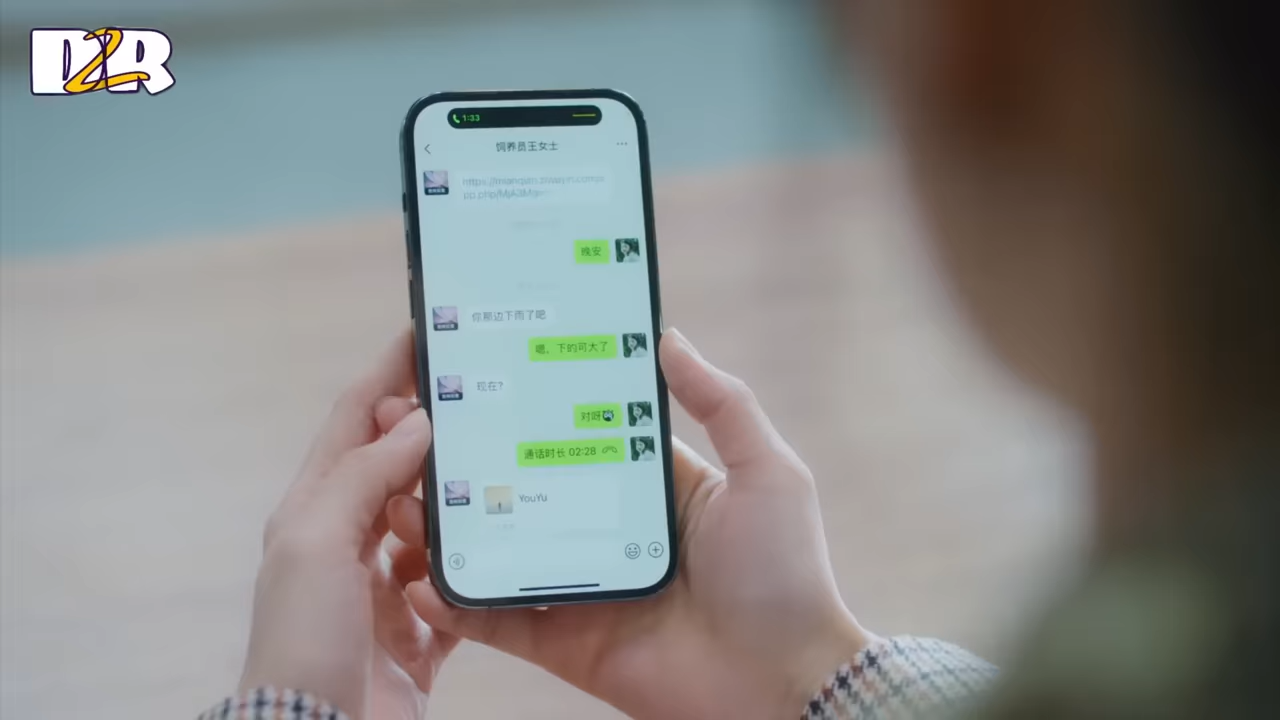 D2R
1:33
饲养员王女士
晚安
你那边下雨了吧
嗯，下的可大了
现在?
对呀
通话时长 02:28
YouYu